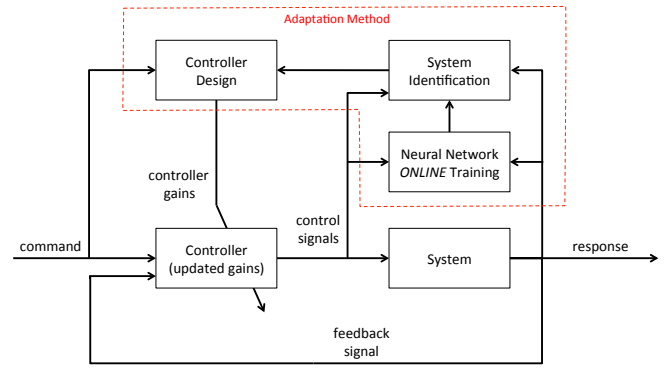 Adaptation Method
Controller
Design
System
Identification
Neural Network
ONLINE Training
controller
gains
control
signals
command
Controller
(updated gains)
System
response
feedback
signal